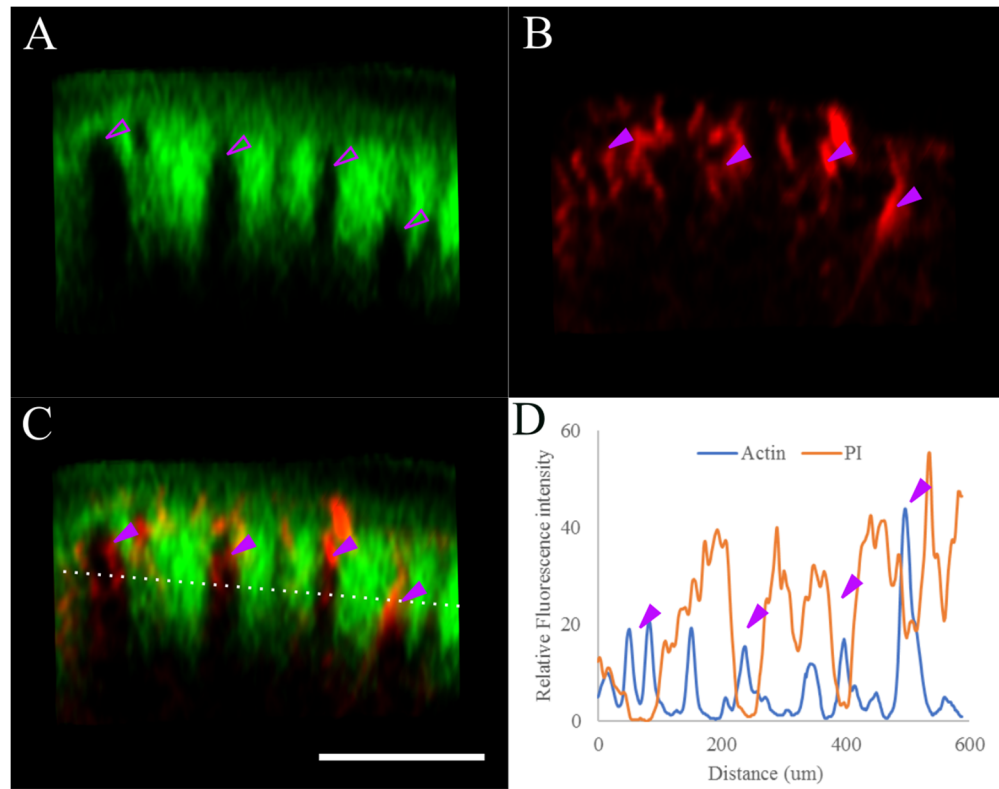 A
B
C
D
60
40
20
0
Relative Fluorescence intensity
Actin
PI
0
200
400
600
Distance (um)